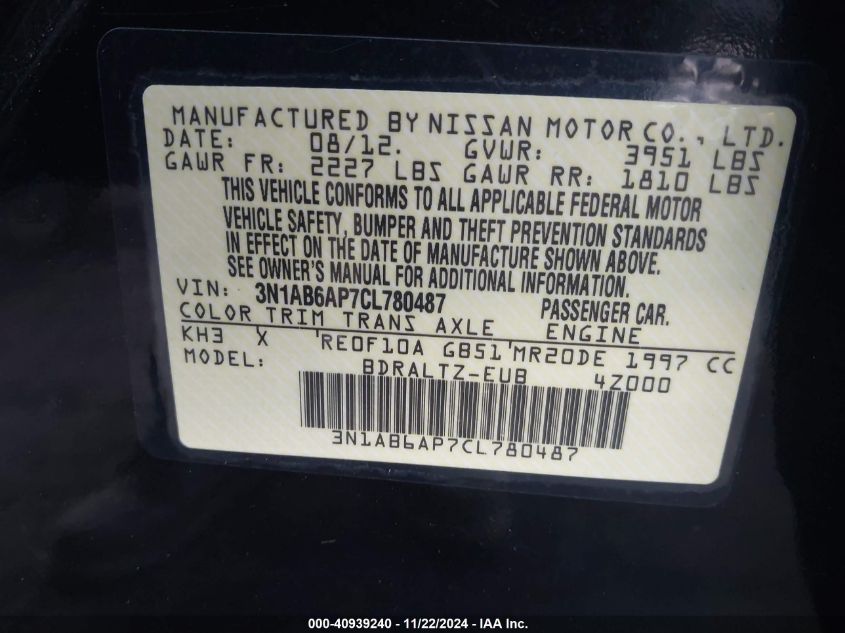 MANUFACTURED BY NISSAN MOTOR CO., LTD.
DATE: 08/12. GVWR: 3951 LBS
GAWR FR: 2227 LBS GAWR RR: 1810 LBS
THIS VEHICLE CONFORMS TO ALL APPLICABLE FEDERAL MOTOR
VEHICLE SAFETY, BUMPER AND THEFT PREVENTION STANDARDS
IN EFFECT ON THE DATE OF MANUFACTURE SHOWN ABOVE.
SEE OWNER'S MANUAL FOR ADDITIONAL INFORMATION.
VIN: 3N1AB6AP7CL780487 PASSENGER CAR.
COLOR TRIM TRANS AXLE ENGINE
KH3 X RE0F10A GB51 MR20DE 1997 CC
MODEL: BDRALTZ-EUB 4Z000
3N1AB6AP7CL780487
000-40939240 - 11/22/2024 - IAA Inc.